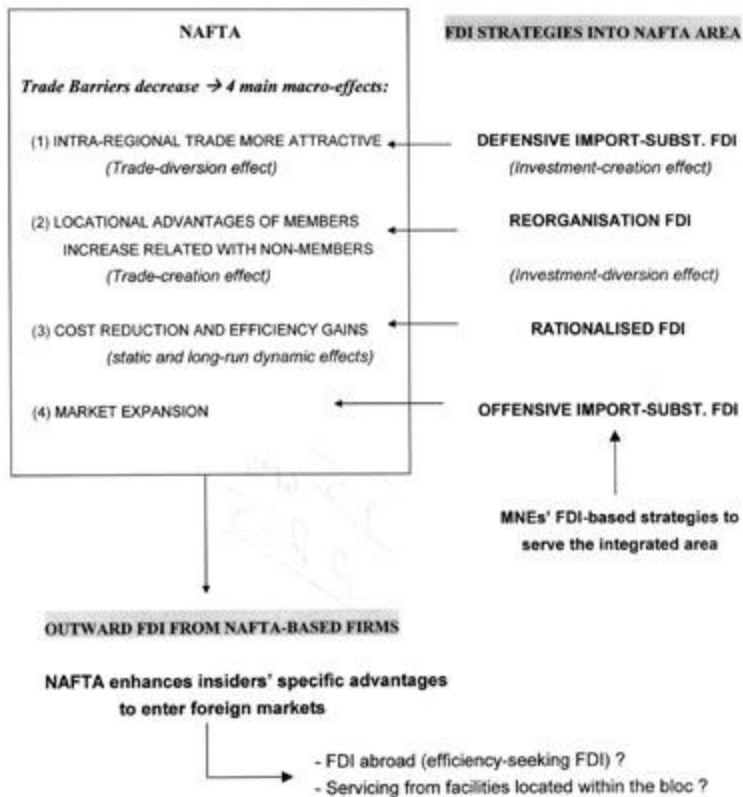 NAFTA
Trade Barriers decrease → 4 main macro-effects:
(1) INTRA-REGIONAL TRADE MORE ATTRACTIVE
(Trade-diversion effect)
(2) LOCATIONAL ADVANTAGES OF MEMBERS
INCREASE RELATED WITH NON-MEMBERS
(Trade-creation effect)
(3) COST REDUCTION AND EFFICIENCY GAINS
(static and long-run dynamic effects)
(4) MARKET EXPANSION
FDI STRATEGIES INTO NAFTA AREA
DEFENSIVE IMPORT-SUBST. FDI
(Investment-creation effect)
REORGANISATION FDI
(Investment-diversion effect)
RATIONALISED FDI
OFFENSIVE IMPORT-SUBST. FDI
MNEs' FDI-based strategies to
serve the integrated area
OUTWARD FDI FROM NAFTA-BASED FIRMS
NAFTA enhances insiders' specific advantages
to enter foreign markets
- FDI abroad (efficiency-seeking FDI) ?
- Servicing from facilities located within the bloc ?